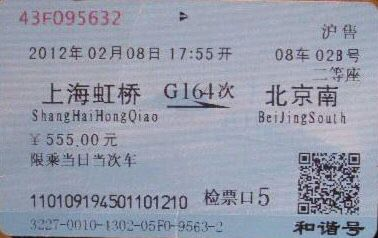 43F095632 沪售
2012年02月08日17:55开 08车02B号
二等座
上海虹桥 G164次 北京南
ShangHaiHongQiao BeiJingSouth
￥555.00元
限乘当日当次车
110109194501101210 检票口5
和谐号
3227-0010-4302-05F0-9563-2